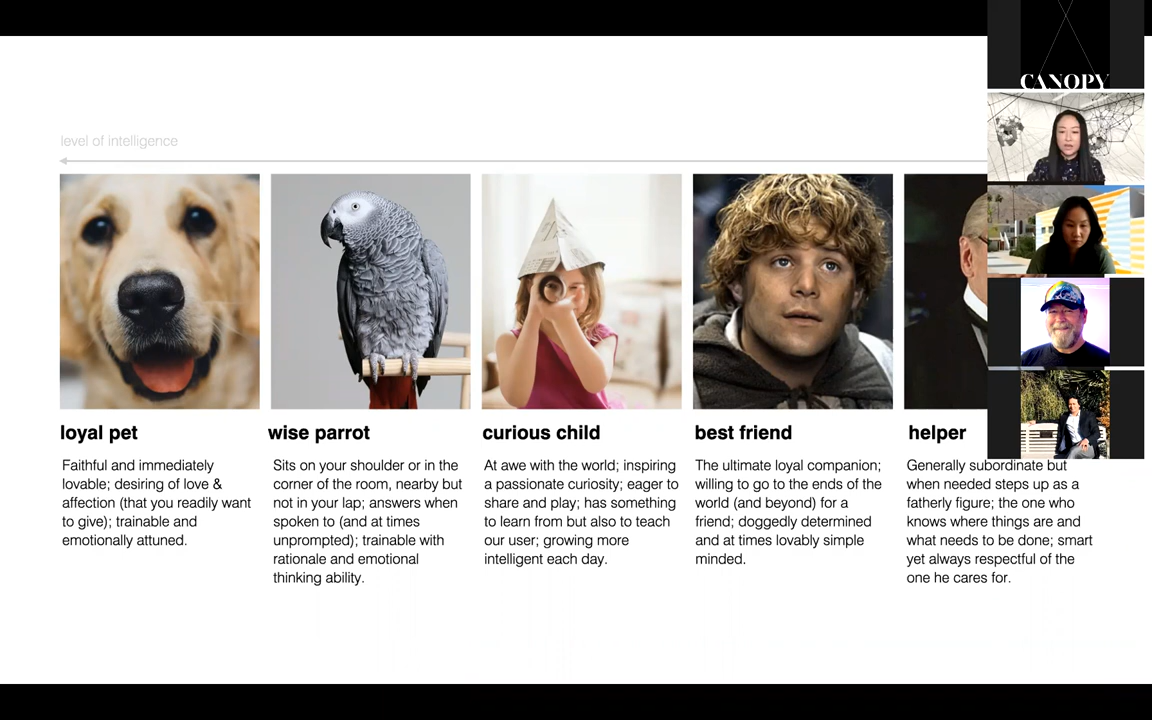 CANOPY
level of intelligence
loyal pet
Faithful and immediately
lovable; desiring of love &
affection (that you readily want
to give); trainable and
emotionally attuned.
wise parrot
Sits on your shoulder or in the
corner of the room, nearby but
not in your lap; answers when
spoken to (and at times
unprompted); trainable with
rationale and emotional
thinking ability.
curious child
At awe with the world; inspiring
a passionate curiosity; eager to
share and play; has something
to learn from but also to teach
our user; growing more
intelligent each day.
best friend
The ultimate loyal companion;
willing to go to the ends of the
world (and beyond) for a
friend; doggedly determined
and at times lovably simple
minded.
helper
Generally subordinate but
when needed steps up as a
fatherly figure; the one who
knows where things are and
what needs to be done; smart
yet always respectful of the
one he cares for.